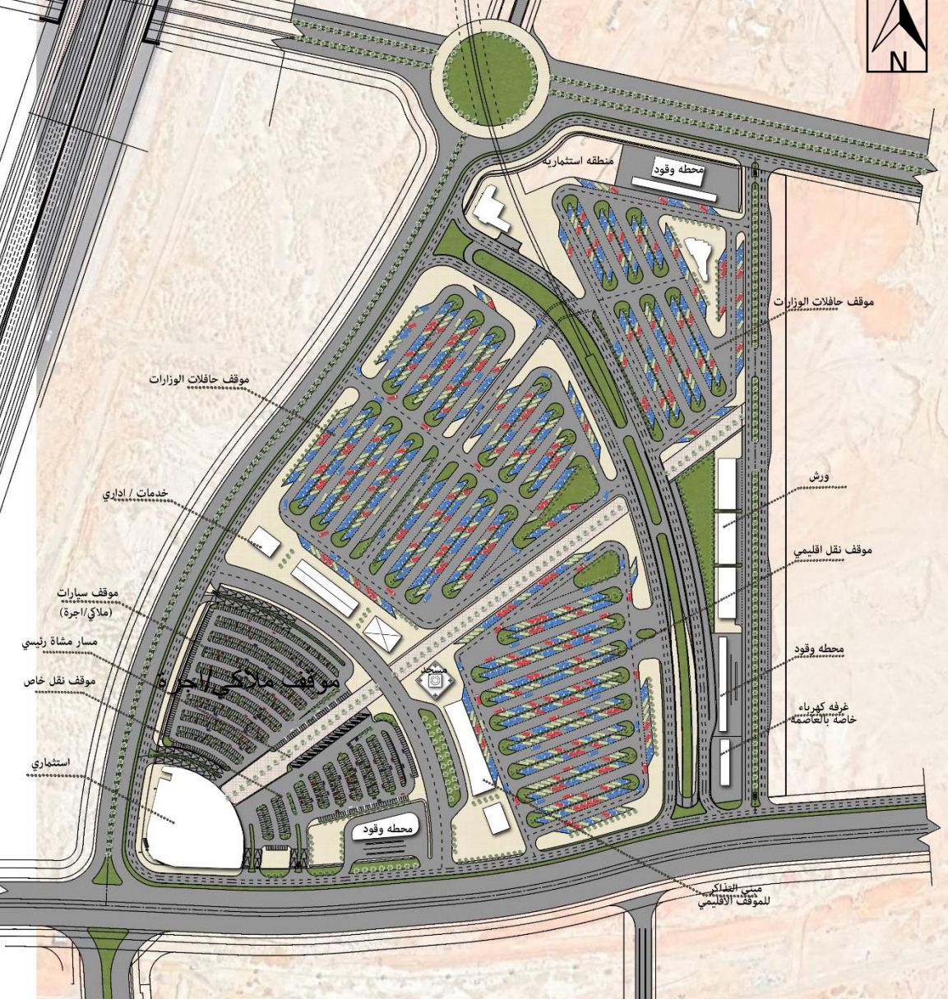 N
منطقه استثماريه
محطه وقود
موقف حافلات الوزارات
موقف حافلات الوزارات
ورش
خدمات / اداري
موقف نقل اقليمي
موقف سيارات
(ملاكي/اجرة)
مسار مشاة رئيسي
محطه وقود
موقف نقل خاص
موقف ملاكي/اجرة
مسجد
غرفه كهرباء
خاصه بالعاصمة
استثماري
محطه وقود
مبنى التذاكر
للموقف الاقليمي